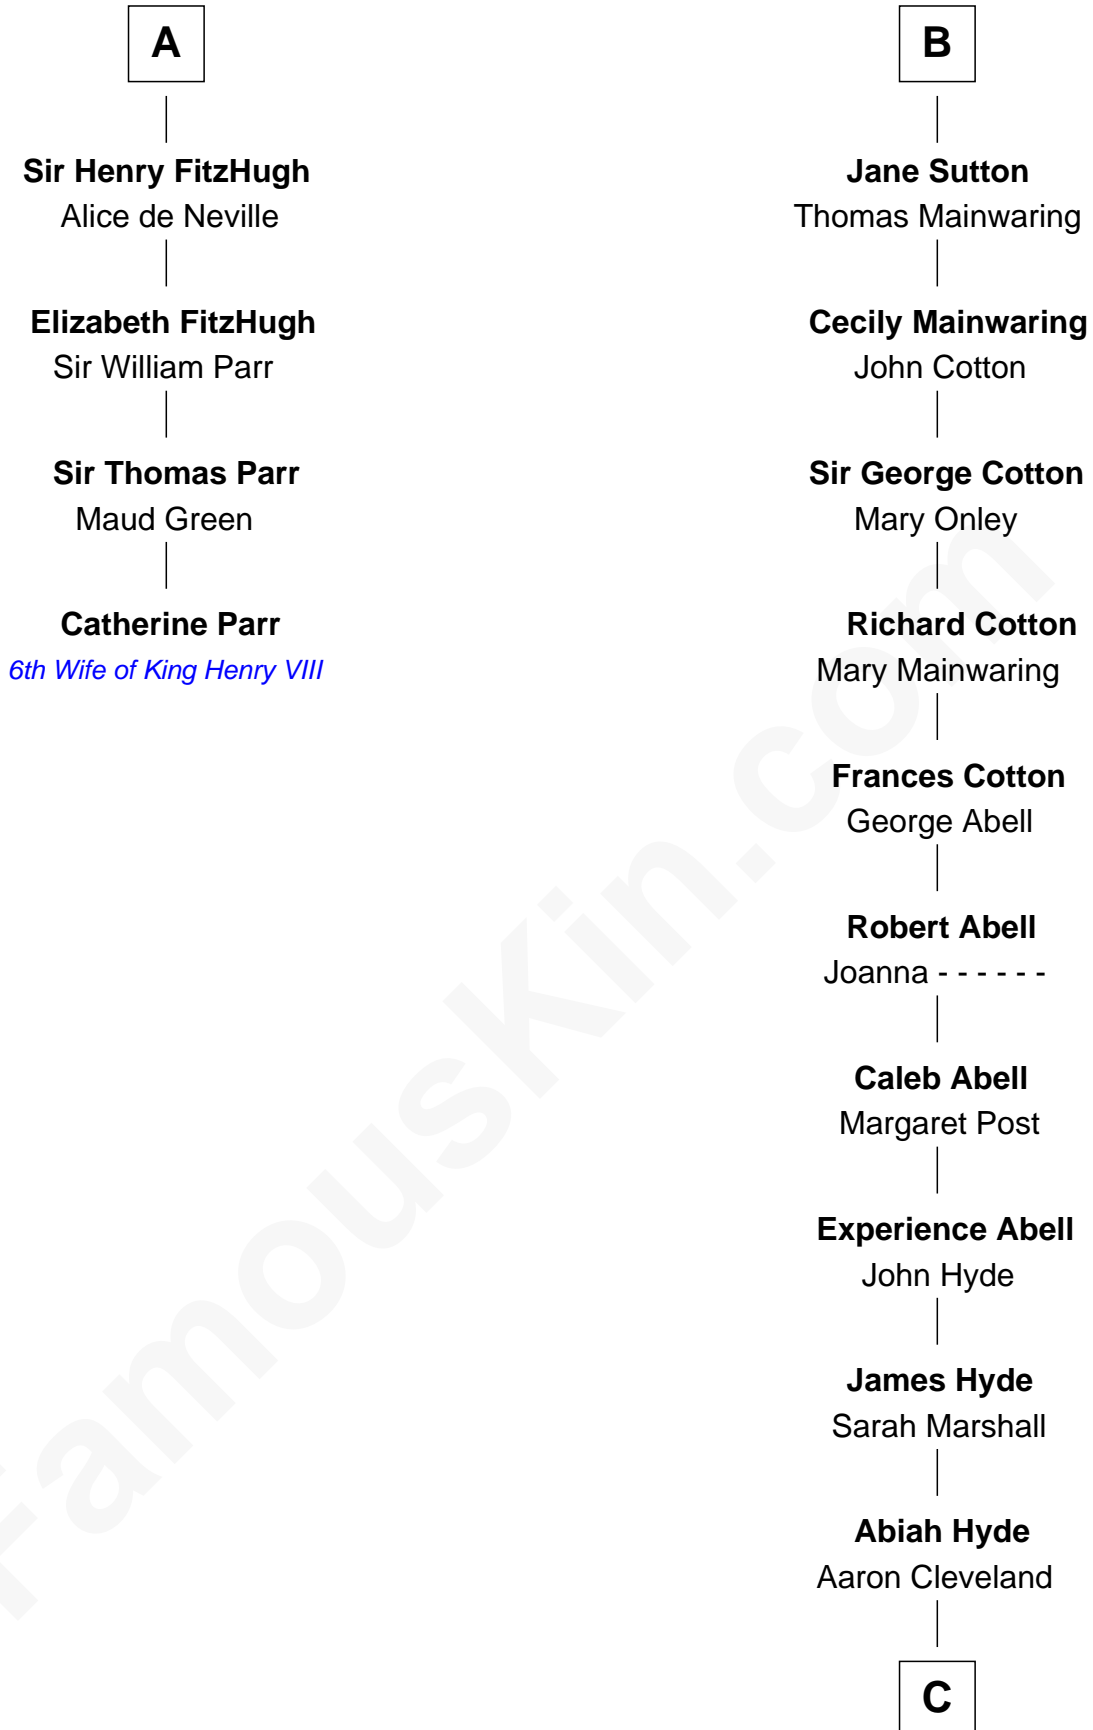 A
Sir Henry FitzHugh
Alice de Neville
Elizabeth FitzHugh
Sir William Parr
Sir Thomas Parr
Maud Green
Catherine Parr
6th Wife of King Henry VIII
B
Jane Sutton
Thomas Mainwaring
Cecily Mainwaring
John Cotton
Sir George Cotton
Mary Onley
Richard Cotton
Mary Mainwaring
Frances Cotton
George Abell
Robert Abell
Joanna - - - - - -
Caleb Abell
Margaret Post
Experience Abell
John Hyde
James Hyde
Sarah Marshall
Abiah Hyde
Aaron Cleveland
C
FamousKin.com